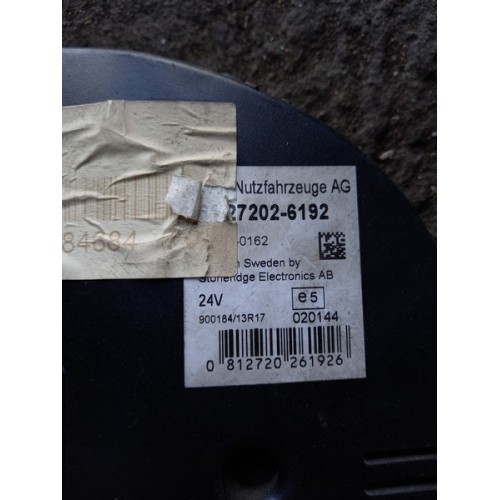 Nutzfahrzeuge AG
27202-6192
-0162
Sweden by
Stoneridge Electronics AB
24V
e5
900184/13R17
020144
0 812720 261926
84684